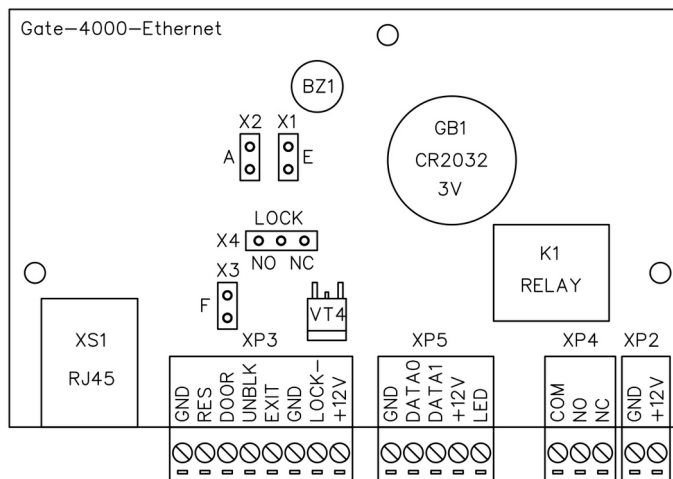 Gate-4000-Ethernet
BZ1
X2 X1
A E
GB1
CR2032
3V
LOCK
X4
NO NC
X3
F
VT4
K1
RELAY
XS1
RJ45
XP3
GND
RES
DOOR
UNBLK
EXIT
GND
LOCK-
+12V
XP5
GND
DATA0
DATA1
+12V
LED
XP4
COM
NO
NC
XP2
GND
+12V